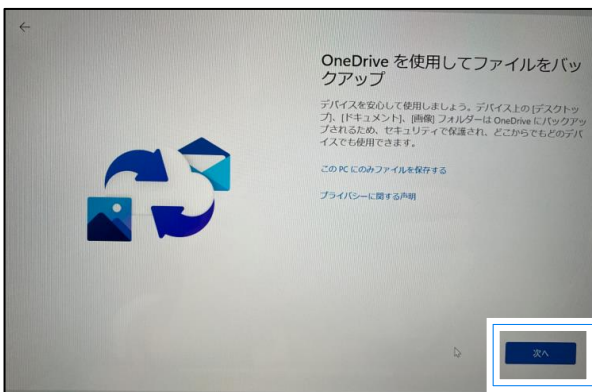 OneDrive を使用してファイルをバッ
クアップ
デバイスを安心して使用しましょう。デバイス上の [デスクトッ
プ]、[ドキュメント]、[画像] フォルダーは OneDrive にバックアッ
プされるため、セキュリティで保護され、どこからでもどのデバ
イスでも使用できます。
この PC にのみファイルを保存する
プライバシーに関する声明
次へ